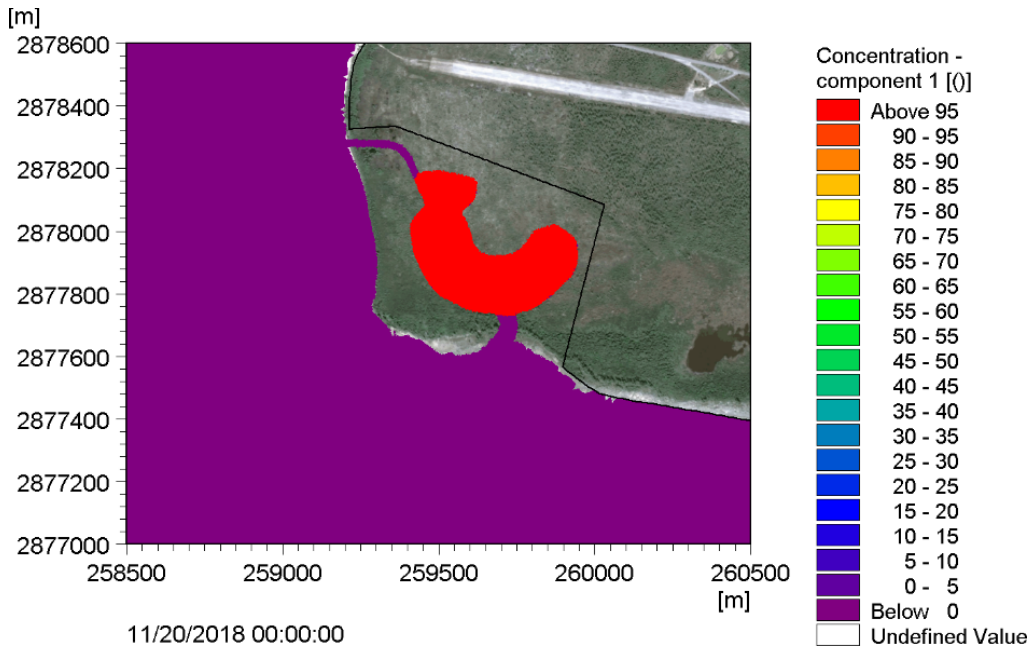 [m]
2878600
2878400
2878200
2878000
2877800
2877600
2877400
2877200
2877000
258500 259000 259500 260000 260500
[m]
11/20/2018 00:00:00
Concentration -
component 1 [()]
Above 95
90 - 95
85 - 90
80 - 85
75 - 80
70 - 75
65 - 70
60 - 65
55 - 60
50 - 55
45 - 50
40 - 45
35 - 40
30 - 35
25 - 30
20 - 25
15 - 20
10 - 15
5 - 10
0 - 5
Below 0
Undefined Value